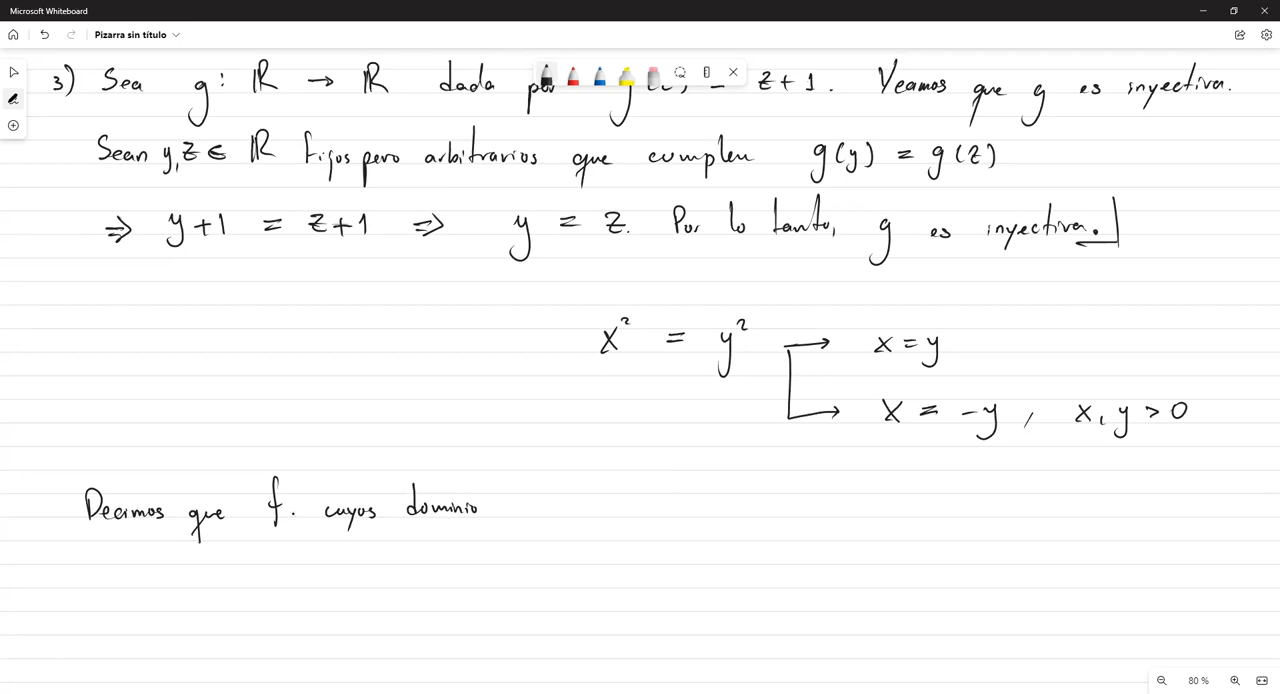 Microsoft Whiteboard
Pizarra sin título
3) Sea g: ℝ → ℝ dada por g(z) = z+1. Veamos que g es inyectiva.
Sean y,z ∈ ℝ fijos pero arbitrarios que cumplen g(y) = g(z)
⇒ y+1 = z+1 ⇒ y = z. Por lo tanto, g es inyectiva.
x² = y² → x = y
→ x = -y, x, y > 0
Decimos que f. cuyos dominio
80 %